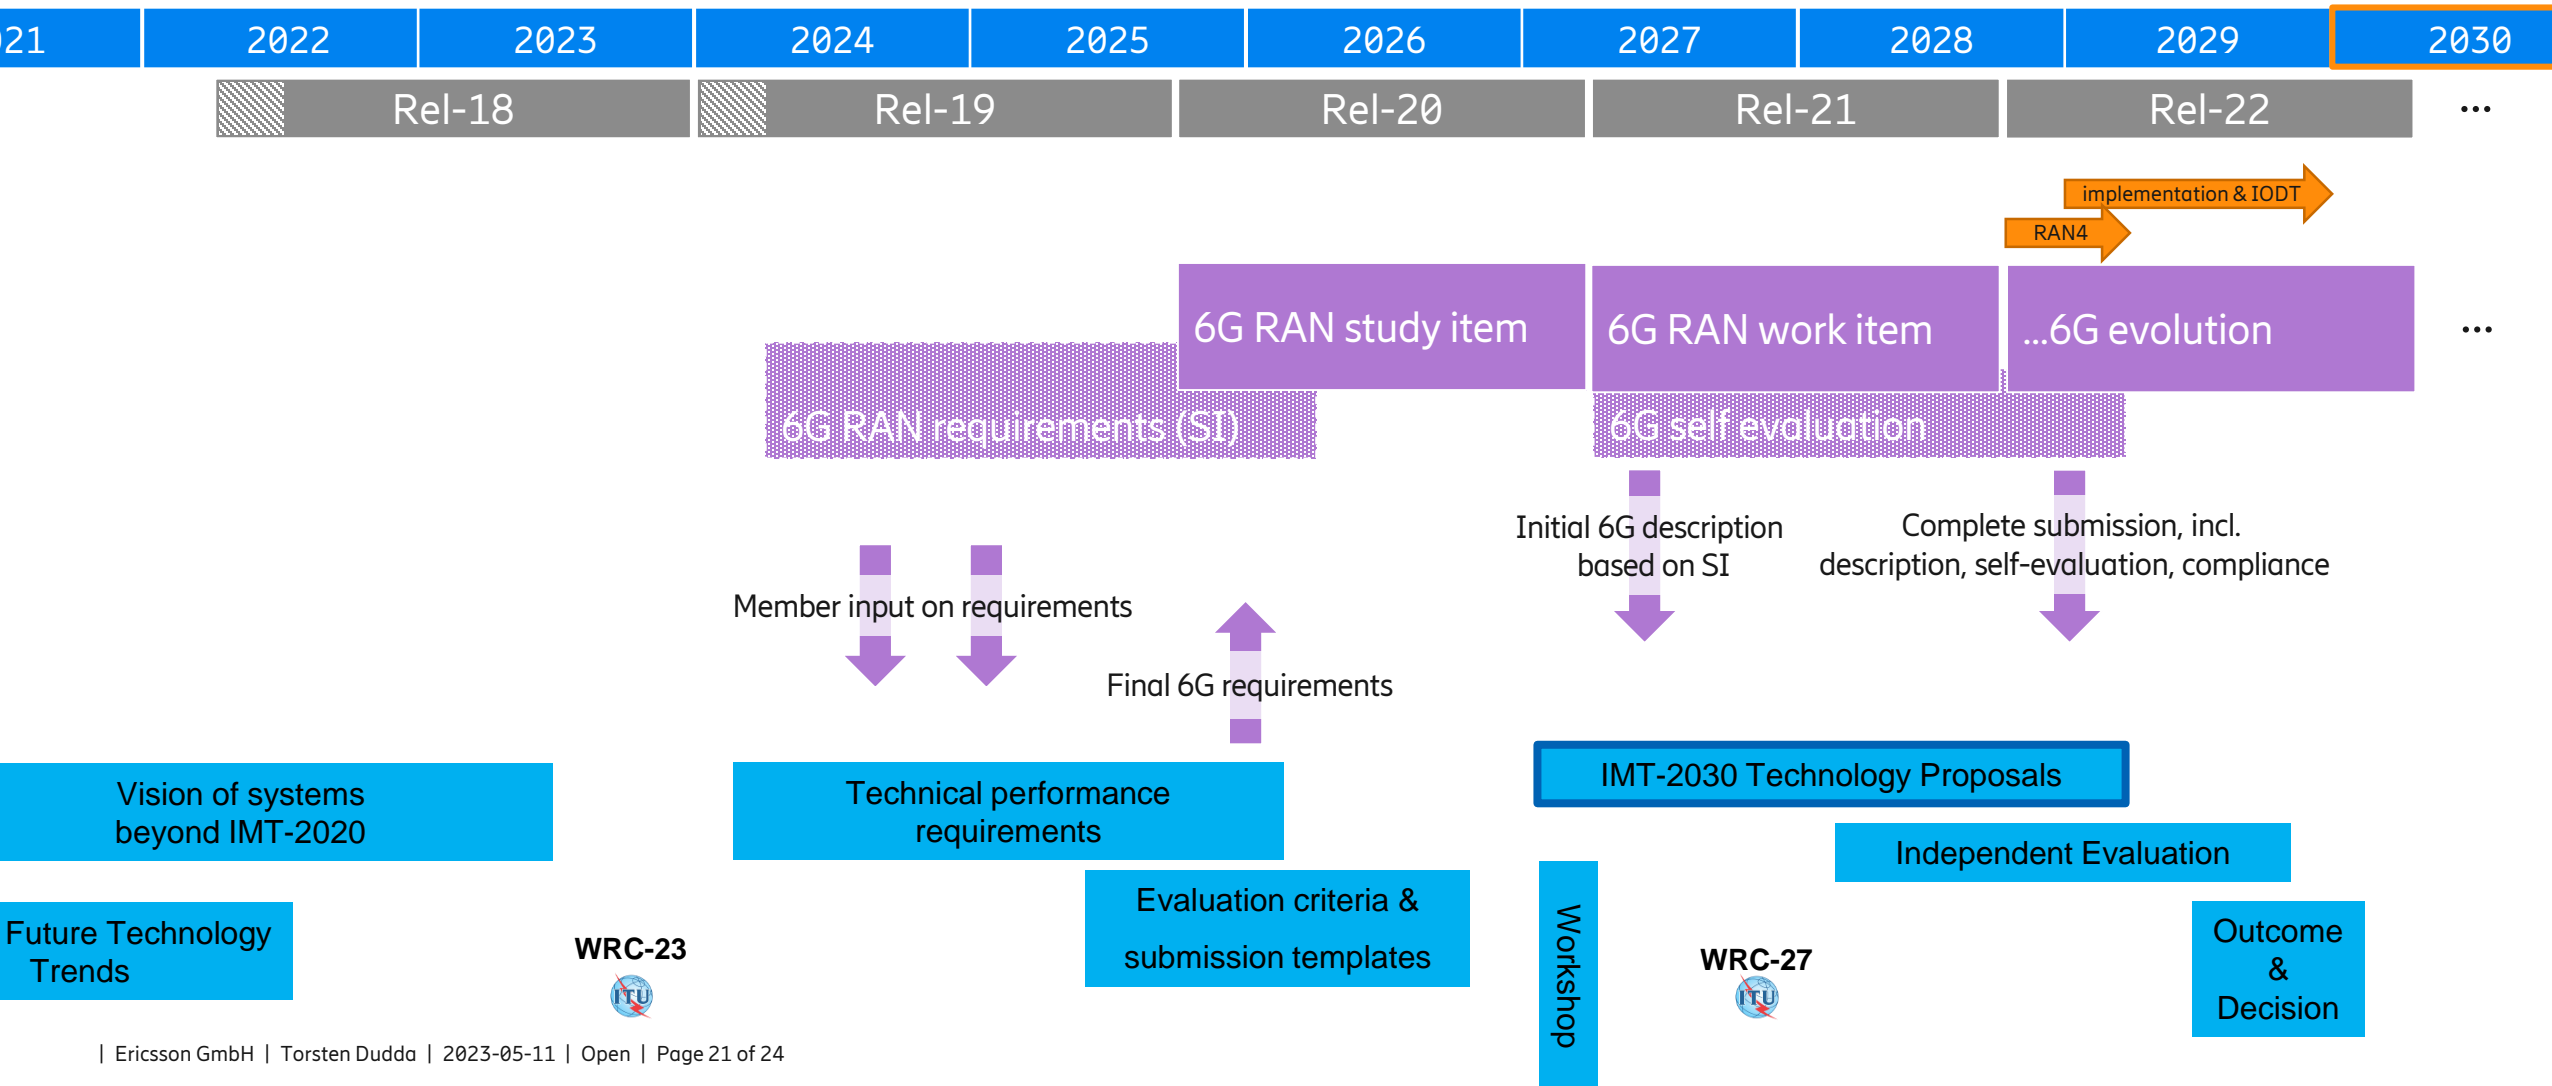 021 2022 2023 2024 2025 2026 2027 2028 2029 2030
Rel-18 Rel-19 Rel-20 Rel-21 Rel-22 ...
implementation & IODT
RAN4
6G RAN study item 6G RAN work item ...6G evolution ...
6G RAN requirements (SI) 6G self evaluation
Initial 6G description
based on SI
Complete submission, incl.
description, self-evaluation, compliance
Member input on requirements
Final 6G requirements
Vision of systems
beyond IMT-2020
Technical performance
requirements
IMT-2030 Technology Proposals
Independent Evaluation
Future Technology
Trends
WRC-23
ITU
Evaluation criteria &
submission templates
Workshop
WRC-27
ITU
Outcome
&
Decision
| Ericsson GmbH | Torsten Dudda | 2023-05-11 | Open | Page 21 of 24